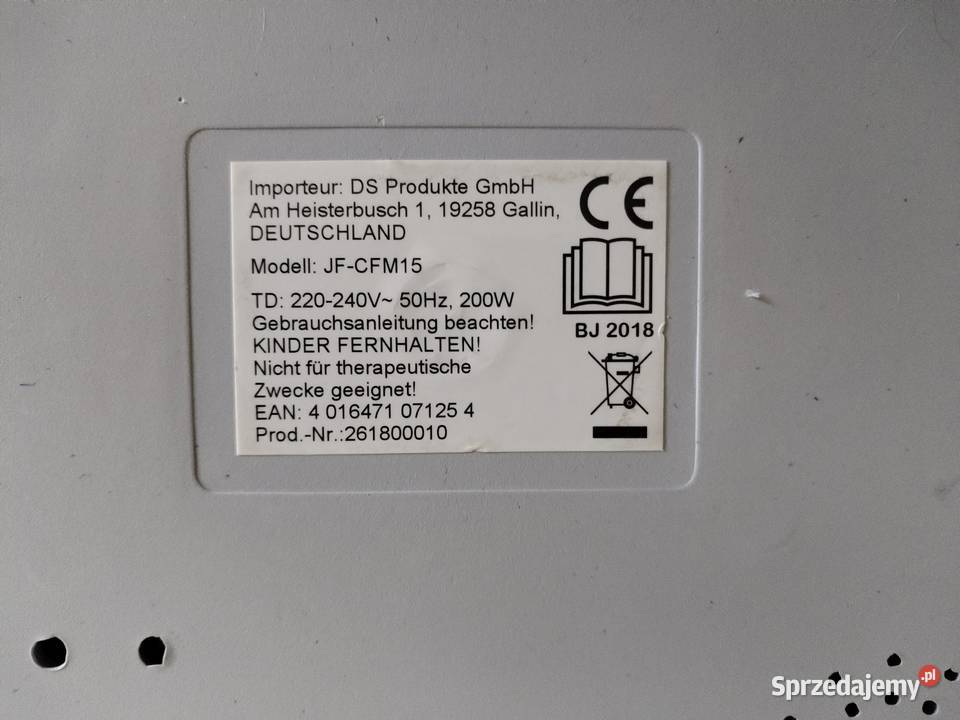 Importeur: DS Produkte GmbH
Am Heisterbusch 1, 19258 Gallin,
DEUTSCHLAND
Modell: JF-CFM15
TD: 220-240V~ 50Hz, 200W
Gebrauchsanleitung beachten!
KINDER FERNHALTEN!
Nicht für therapeutische
Zwecke geeignet!
EAN: 4 016471 07125 4
Prod.-Nr.:261800010
CE
BJ 2018
Sprzedajemy.pl